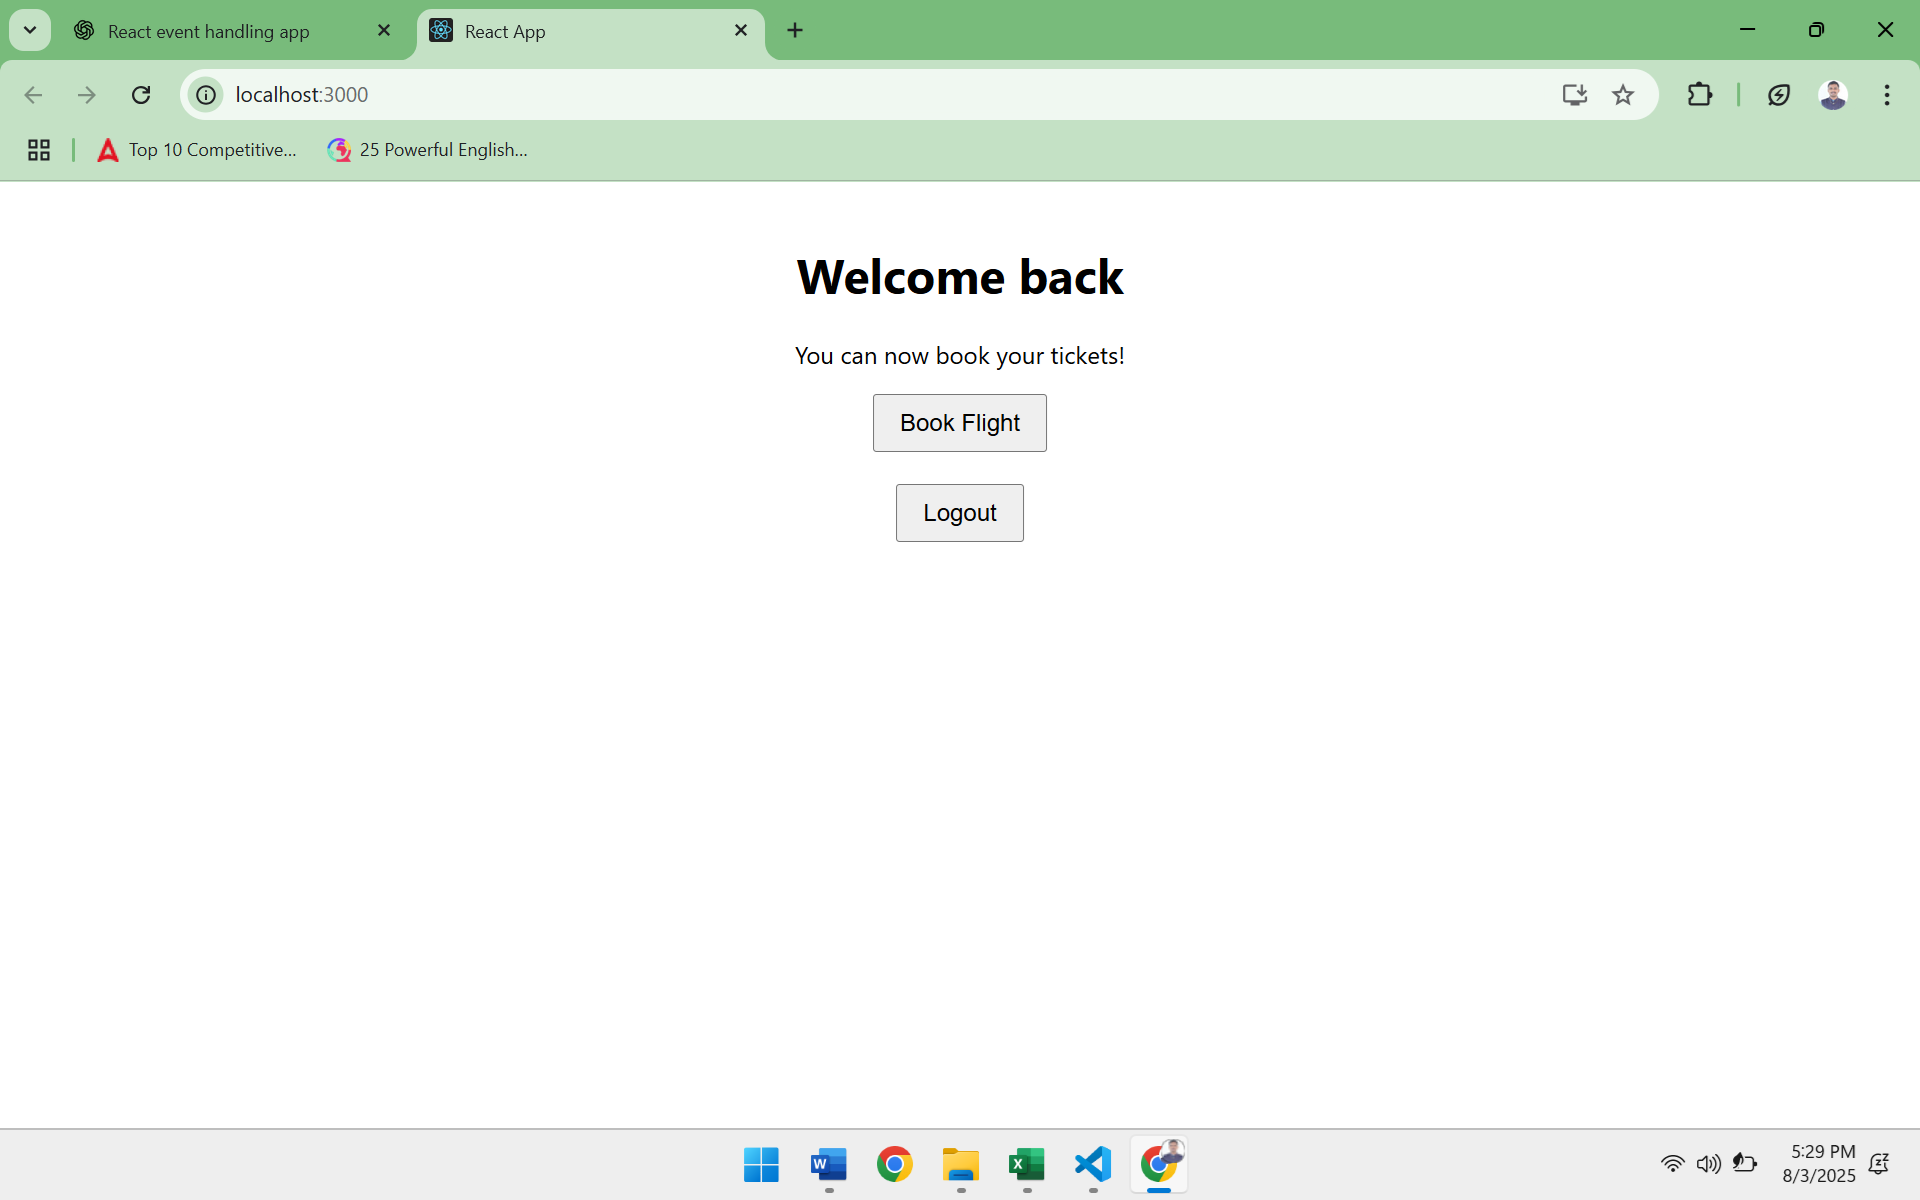 React event handling app
React App
localhost:3000
Top 10 Competitive...
25 Powerful English...
Welcome back
You can now book your tickets!
Book Flight
Logout
5:29 PM
8/3/2025